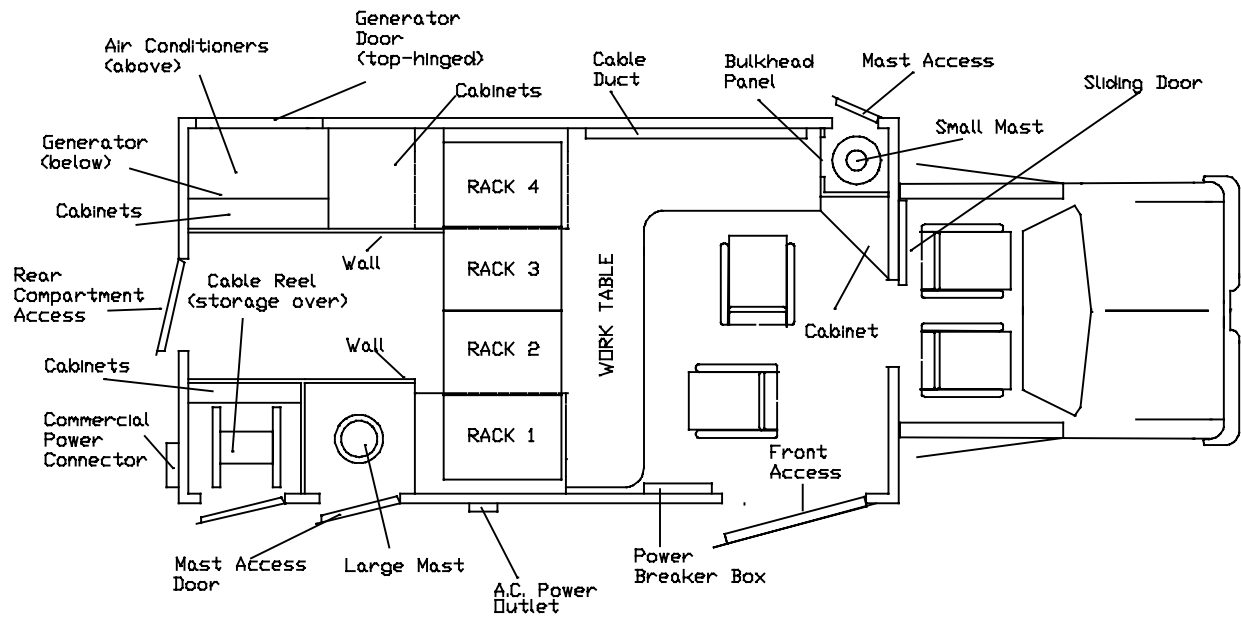 Generator
Door
(top-hinged)
Air Conditioners
(above)
Cabinets
Cable
Duct
Bulkhead
Panel
Mast Access
Sliding Door
Small Mast
Generator
(below)
Cabinets
RACK 4
Wall
RACK 3
Rear
Compartment
Access
Cable Reel
(storage over)
WORK TABLE
Cabinet
Wall
RACK 2
Cabinets
Commercial
Power
Connector
RACK 1
Front
Access
Mast Access
Door
Large Mast
A.C. Power
Outlet
Power
Breaker Box